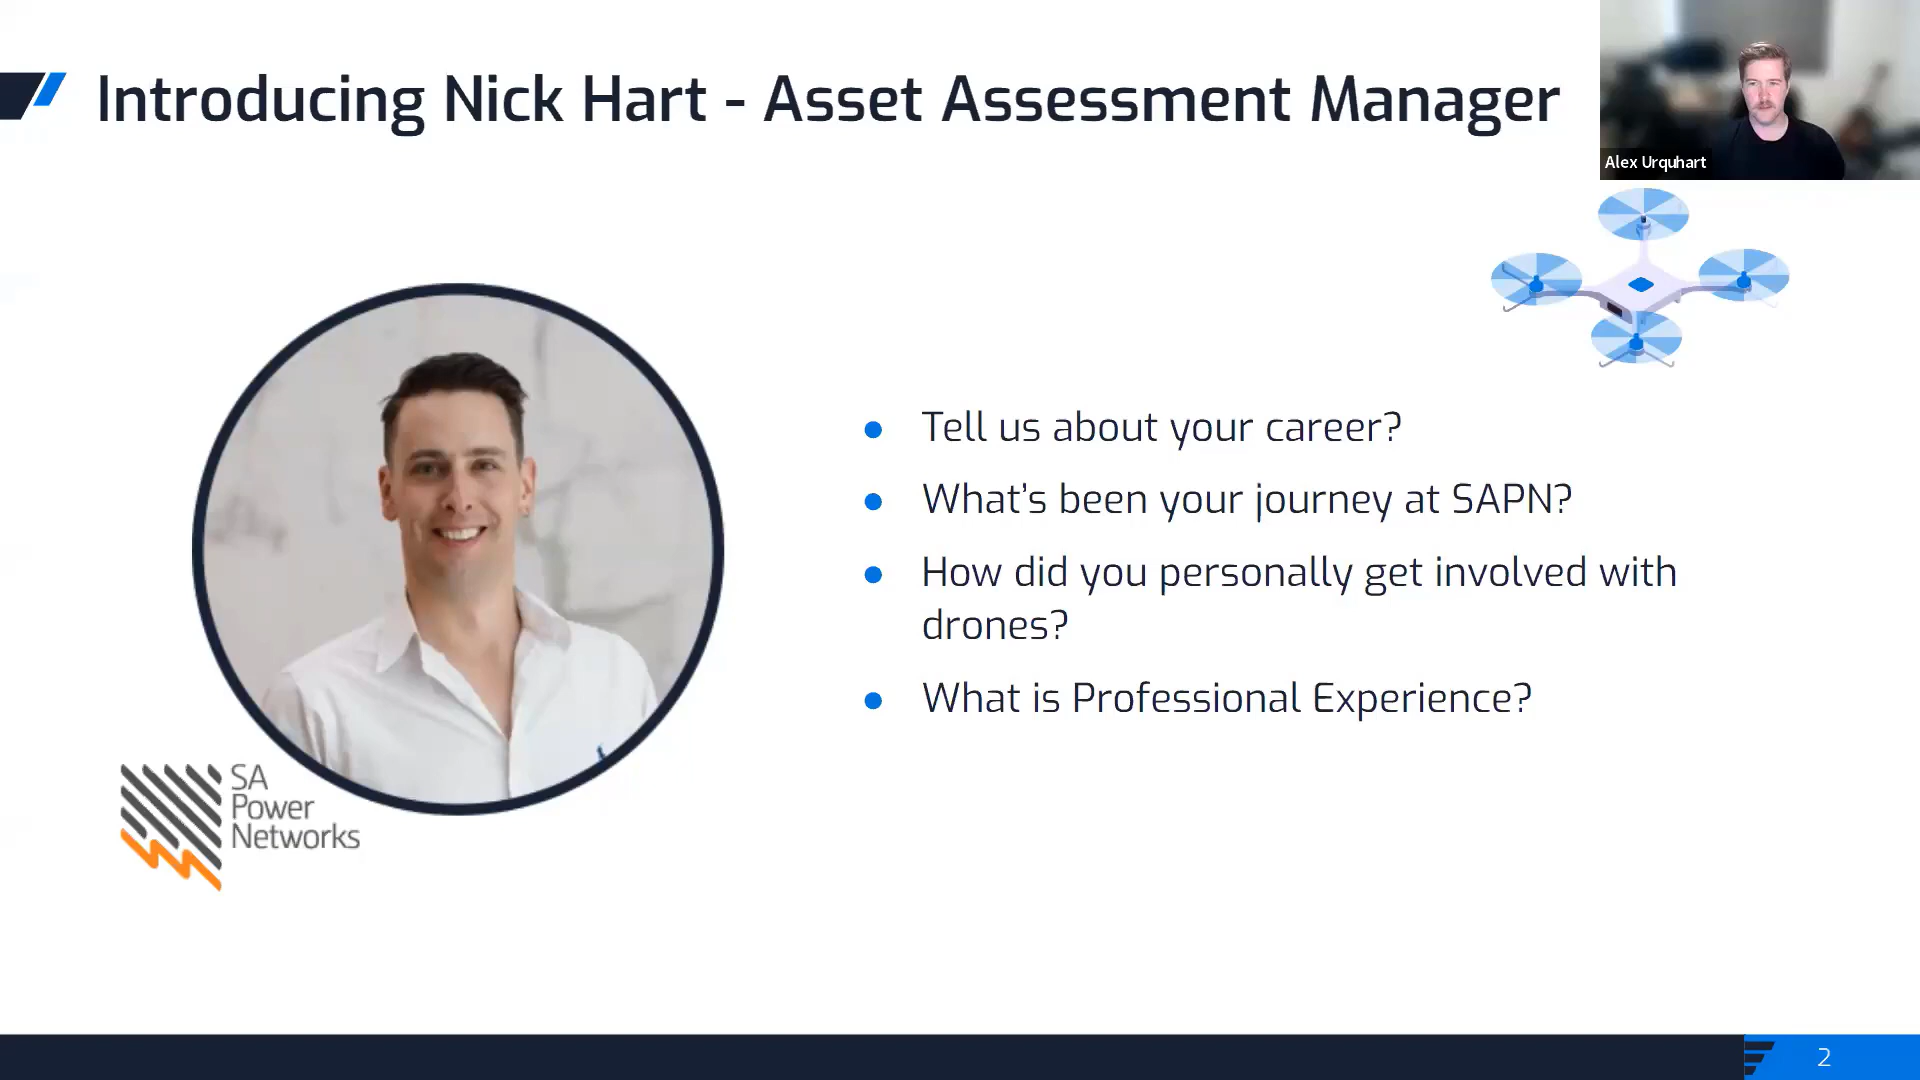 Introducing Nick Hart - Asset Assessment Manager
Alex Urquhart
Tell us about your career?
What’s been your journey at SAPN?
How did you personally get involved with
drones?
What is Professional Experience?
SA
Power
Networks
2